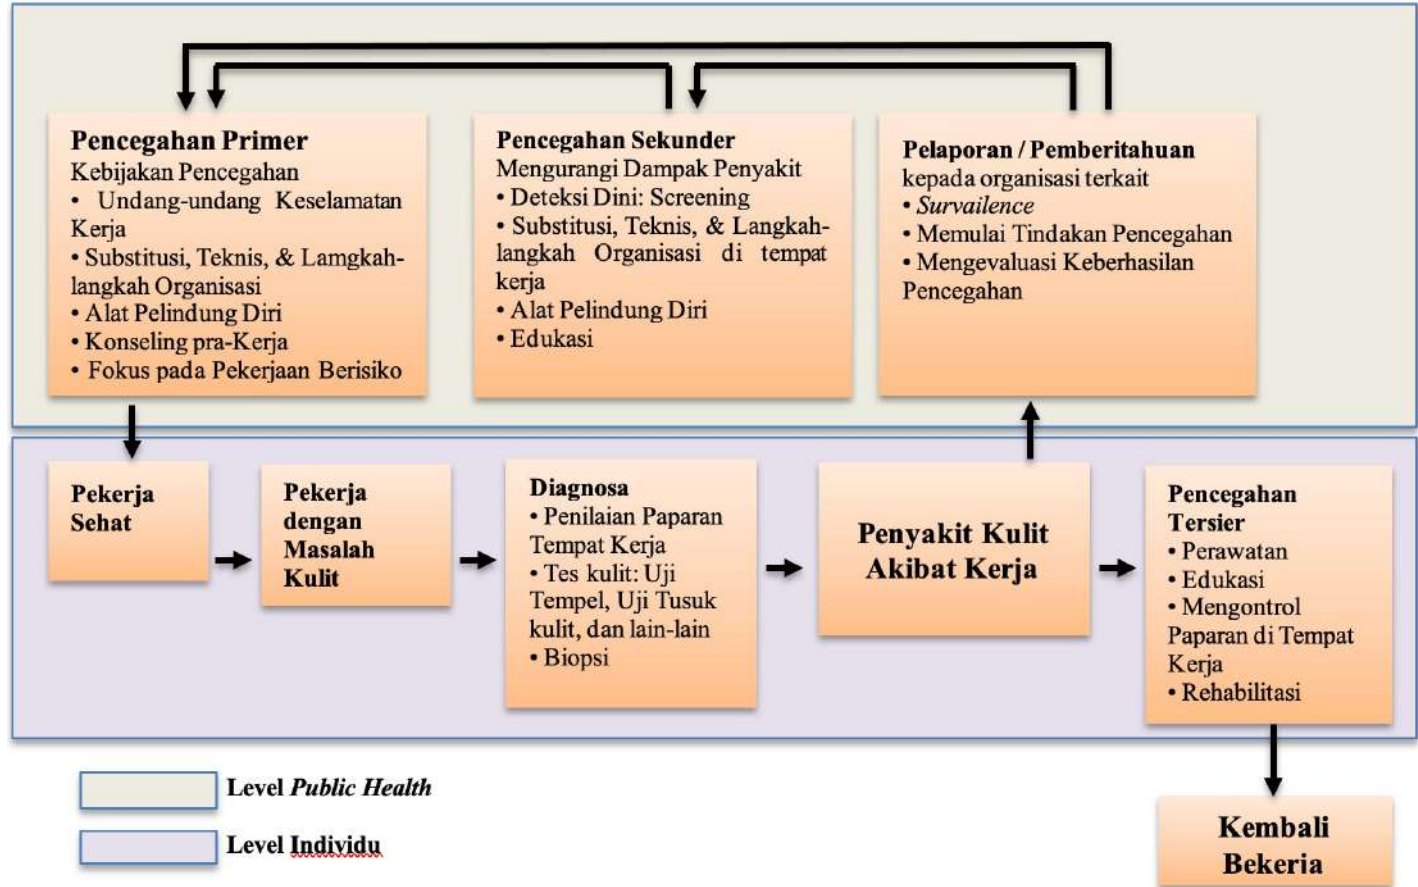 Pencegahan Primer
Kebijakan Pencegahan
• Undang-undang Keselamatan
Kerja
• Substitusi, Teknis, & Lamgkah-
langkah Organisasi
• Alat Pelindung Diri
• Konseling pra-Kerja
• Fokus pada Pekerjaan Berisiko
Pencegahan Sekunder
Mengurangi Dampak Penyakit
• Deteksi Dini: Screening
• Substitusi, Teknis, & Langkah-
langkah Organisasi di tempat
kerja
• Alat Pelindung Diri
• Edukasi
Pelaporan / Pemberitahuan
kepada organisasi terkait
• Survailence
• Memulai Tindakan Pencegahan
• Mengevaluasi Keberhasilan
Pencegahan
Pekerja
Sehat
Pekerja
dengan
Masalah
Kulit
Diagnosa
• Penilaian Paparan
Tempat Kerja
• Tes kulit: Uji
Tempel, Uji Tusuk
kulit, dan lain-lain
• Biopsi
Penyakit Kulit
Akibat Kerja
Pencegahan
Tersier
• Perawatan
• Edukasi
• Mengontrol
Paparan di Tempat
Kerja
• Rehabilitasi
Level Public Health
Level Individu
Kembali
Bekerja